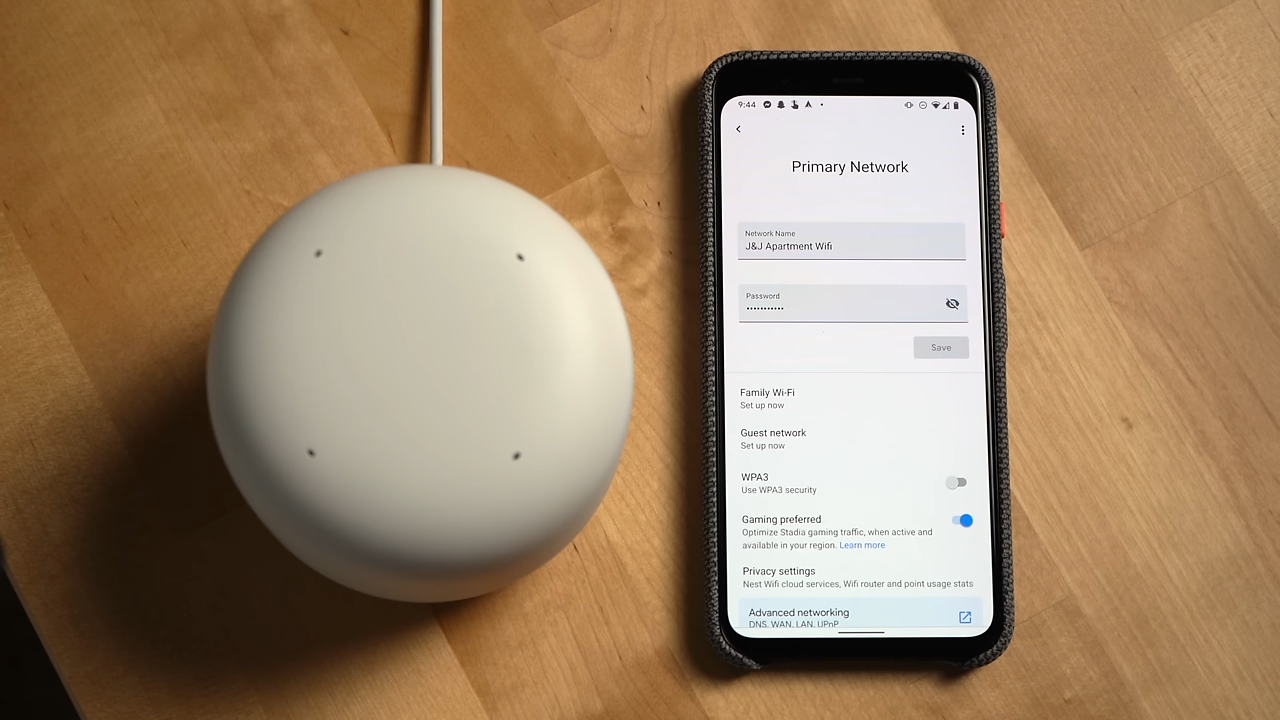 9:44
Primary Network
Network Name
J&J Apartment Wifi
Password
•••••••••••
Save
Family Wi-Fi
Set up now
Guest network
Set up now
WPA3
Use WPA3 security
Gaming preferred
Optimize Stadia gaming traffic, when active and
available in your region. Learn more
Privacy settings
Nest Wifi cloud services, Wifi router and point usage stats
Advanced networking
DNS, WAN, LAN, UPnP